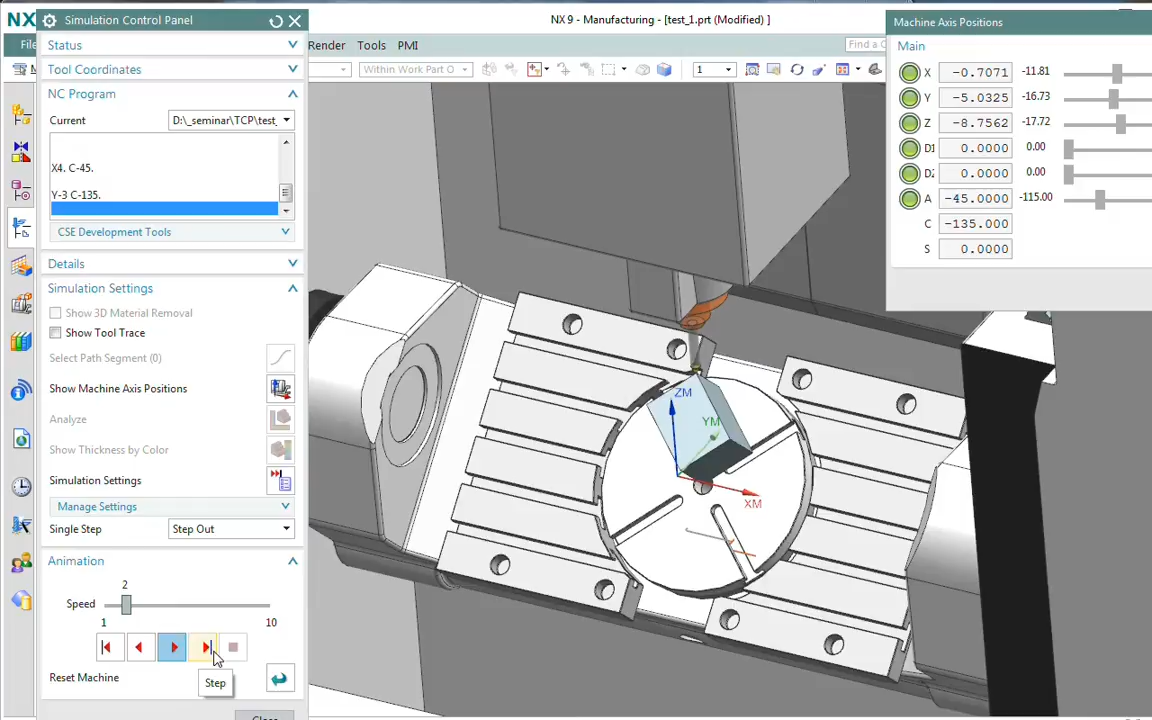 NX
Simulation Control Panel
NX 9 - Manufacturing - [test_1.prt (Modified) ]
File
Render Tools PMI
Within Work Part O
1
Status
Tool Coordinates
NC Program
Current
D:\_seminar\TCP\test_
X4. C-45.
Y-3 C-135.
CSE Development Tools
Details
Simulation Settings
Show 3D Material Removal
Show Tool Trace
Select Path Segment (0)
Show Machine Axis Positions
Analyze
Show Thickness by Color
Simulation Settings
Manage Settings
Single Step
Step Out
Animation
2
Speed
1
10
Reset Machine
Step
Close
Machine Axis Positions
Main
X -0.7071 -11.81
Y -5.0325 -16.73
Z -8.7562 -17.72
D1 0.0000 0.00
D2 0.0000 0.00
A -45.0000 -115.00
C -135.000
S 0.0000
ZM
YM
XM